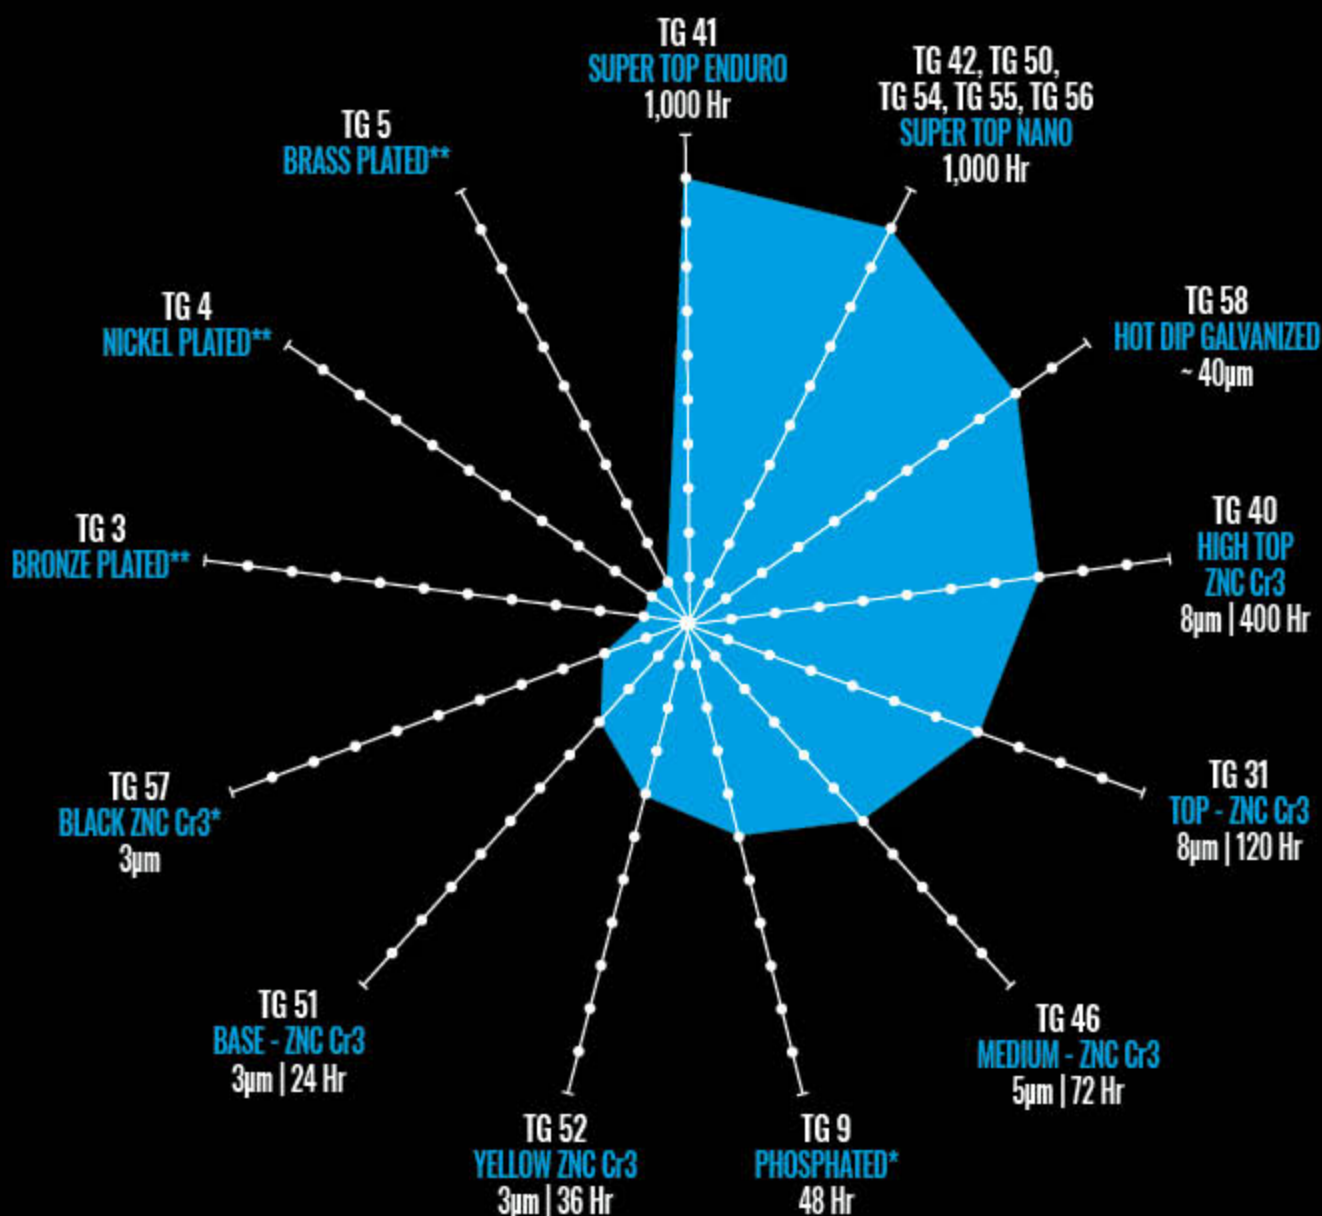 TG 41
SUPER TOP ENDURO
1,000 Hr
TG 42, TG 50,
TG 54, TG 55, TG 56
SUPER TOP NANO
1,000 Hr
TG 58
HOT DIP GALVANIZED
~ 40µm
TG 40
HIGH TOP
ZNC Cr3
8µm | 400 Hr
TG 31
TOP - ZNC Cr3
8µm | 120 Hr
TG 46
MEDIUM - ZNC Cr3
5µm | 72 Hr
TG 9
PHOSPHATED*
48 Hr
TG 52
YELLOW ZNC Cr3
3µm | 36 Hr
TG 51
BASE - ZNC Cr3
3µm | 24 Hr
TG 57
BLACK ZNC Cr3*
3µm
TG 3
BRONZE PLATED**
TG 4
NICKEL PLATED**
TG 5
BRASS PLATED**